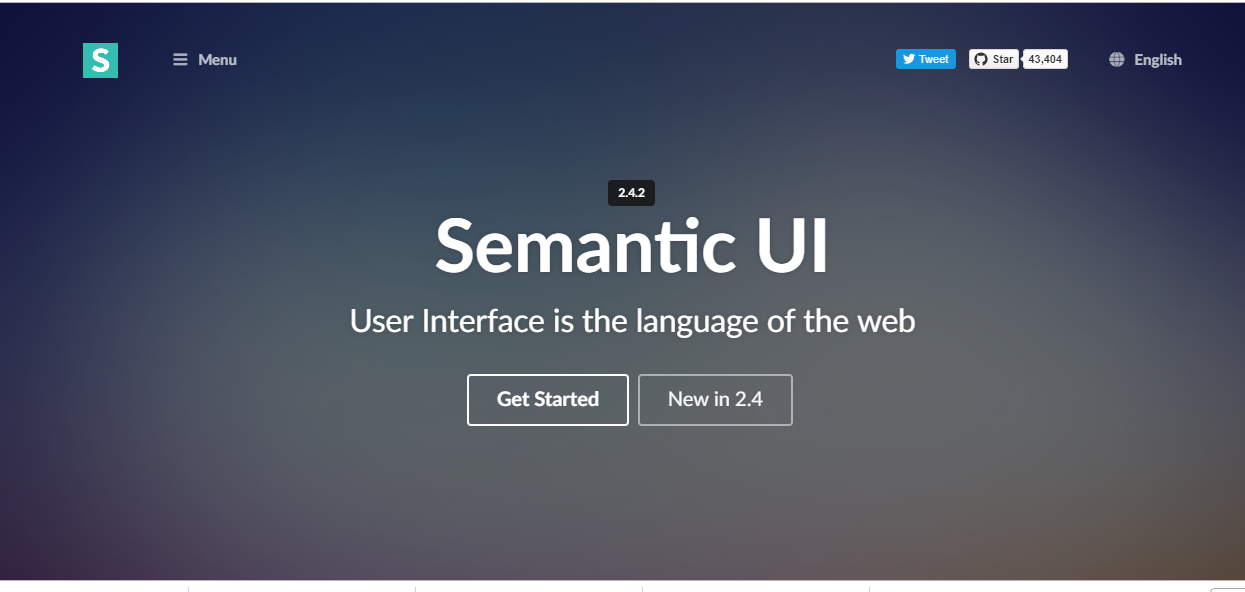 S
Menu
Tweet
Star
43,404
English
2.4.2
Semantic UI
User Interface is the language of the web
Get Started
New in 2.4